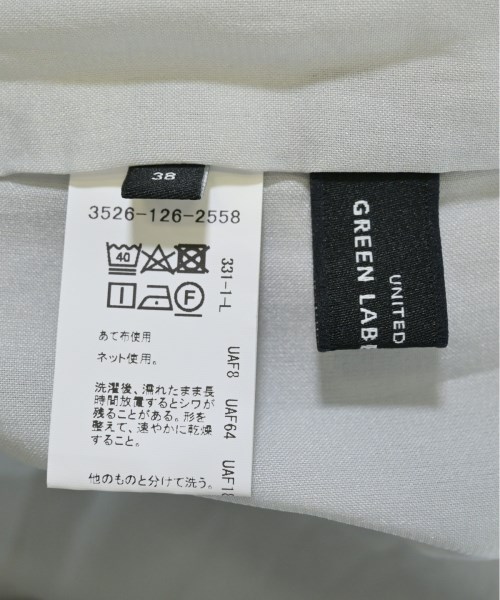 38
3526-126-2558
40
F
331-1-L
あて布使用
ネット使用。
UAF8 UAF64
洗濯後、濡れたまま長
時間放置するとシワが
残ることがある。形を
整えて、速やかに乾燥
すること。
他のものと分けて洗う。
UNITED
GREEN LAB